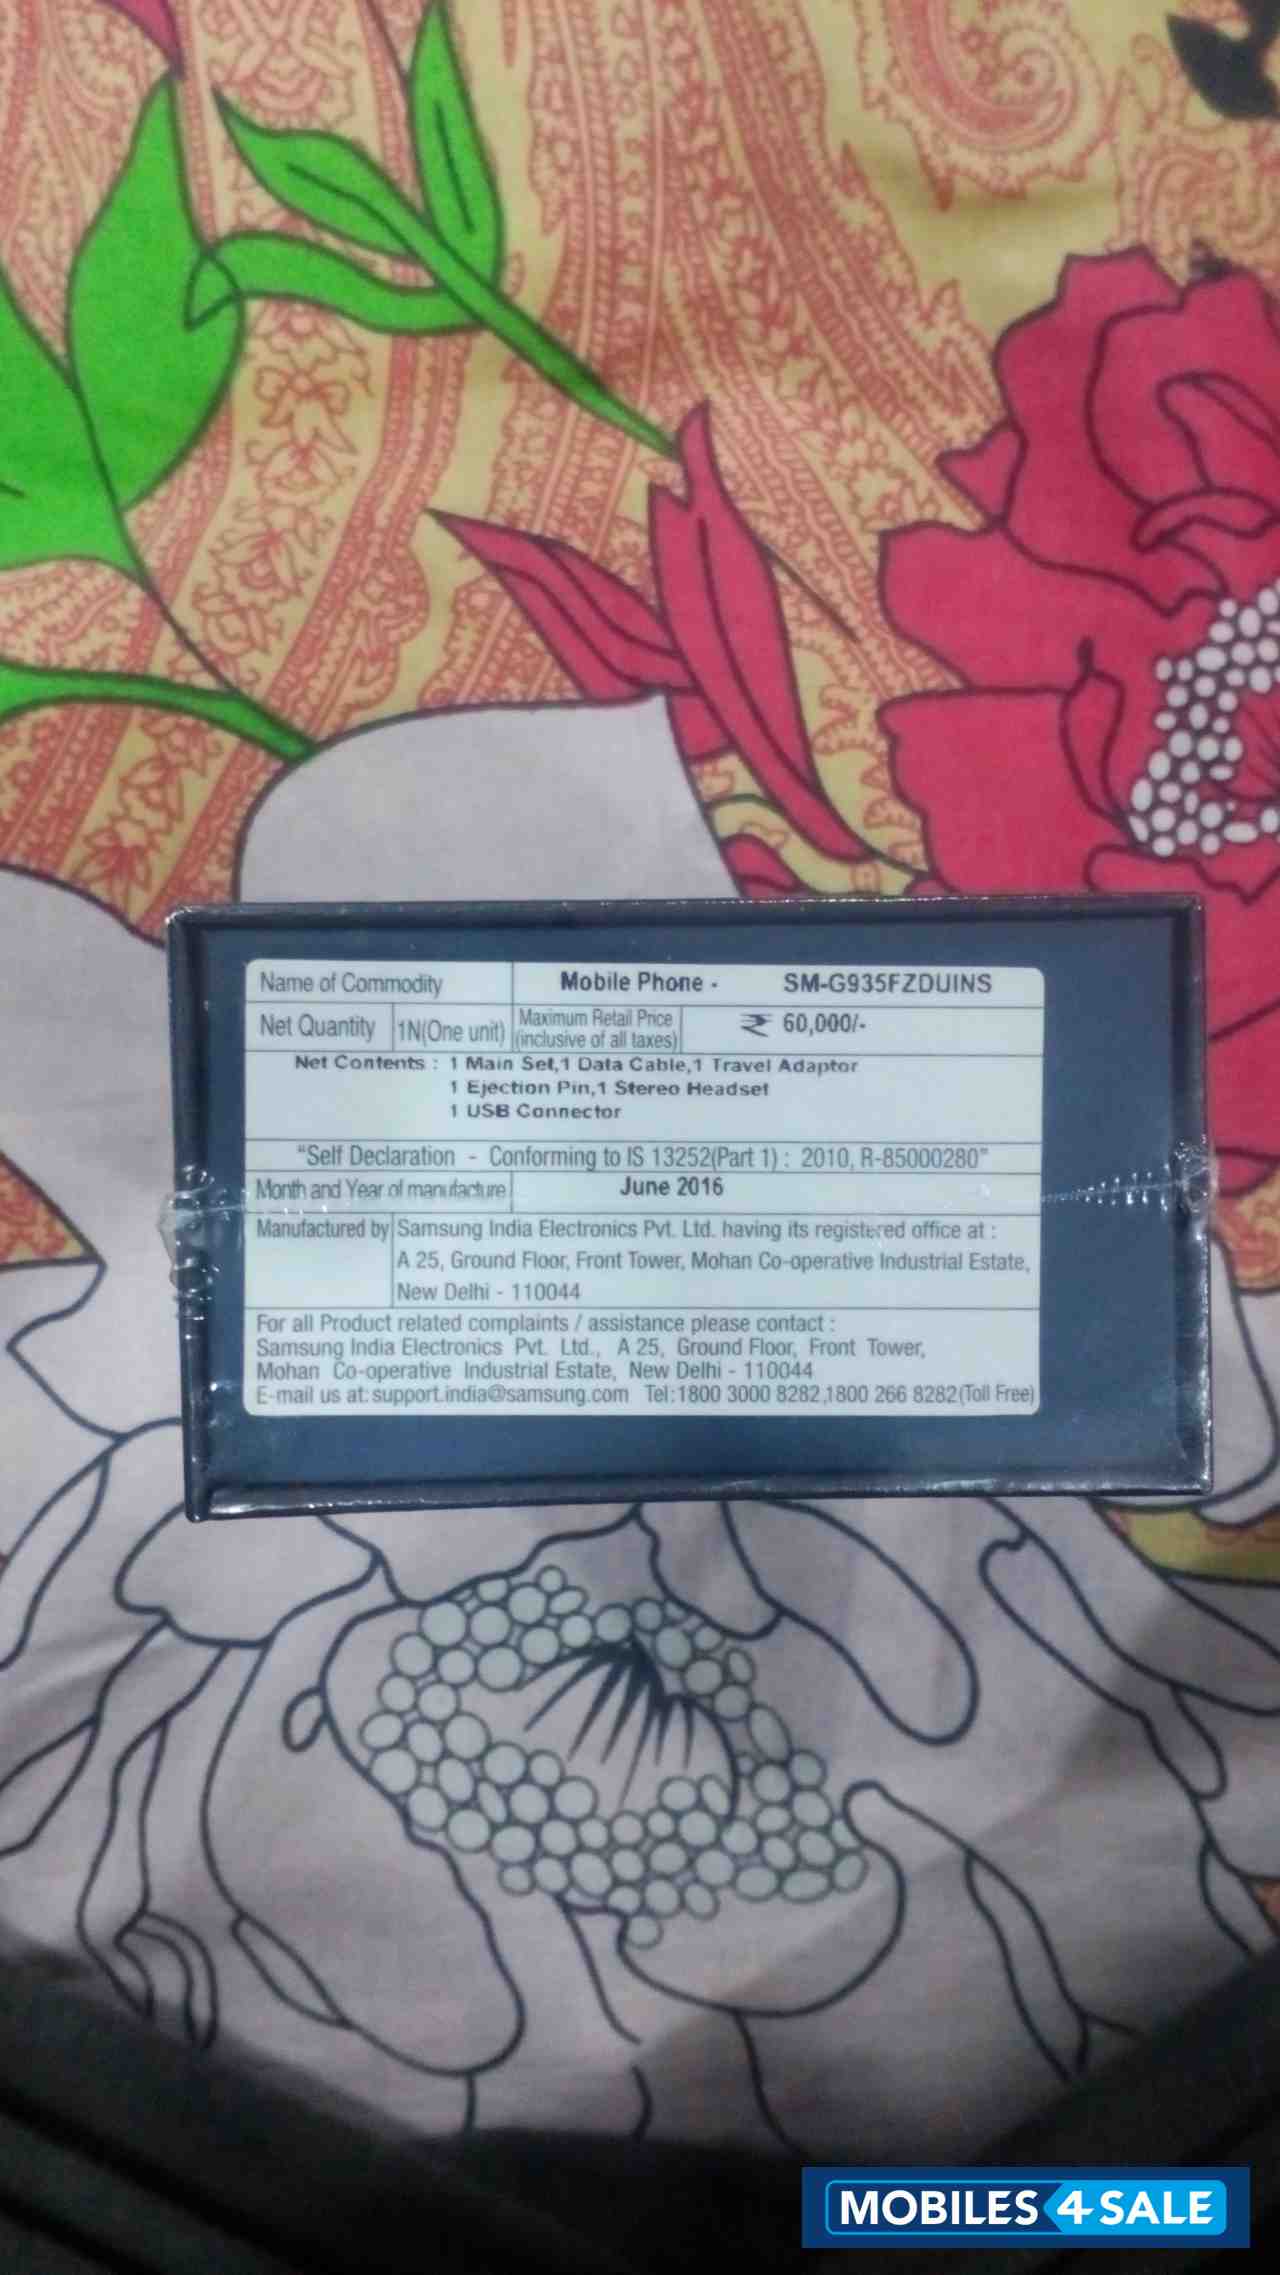 Name of Commodity Mobile Phone - SM-G935FZDUINS
Net Quantity 1N(One unit) Maximum Retail Price (inclusive of all taxes) ₹ 60,000/-
Net Contents : 1 Main Set,1 Data Cable,1 Travel Adaptor
1 Ejection Pin,1 Stereo Headset
1 USB Connector
"Self Declaration - Conforming to IS 13252(Part 1) : 2010, R-85000280"
Month and Year of manufacture June 2016
Manufactured by Samsung India Electronics Pvt. Ltd. having its registered office at :
A 25, Ground Floor, Front Tower, Mohan Co-operative Industrial Estate,
New Delhi - 110044
For all Product related complaints / assistance please contact :
Samsung India Electronics Pvt. Ltd., A 25, Ground Floor, Front Tower,
Mohan Co-operative Industrial Estate, New Delhi - 110044
E-mail us at: support.india@samsung.com Tel:1800 3000 8282,1800 266 8282(Toll Free)
MOBILES4SALE